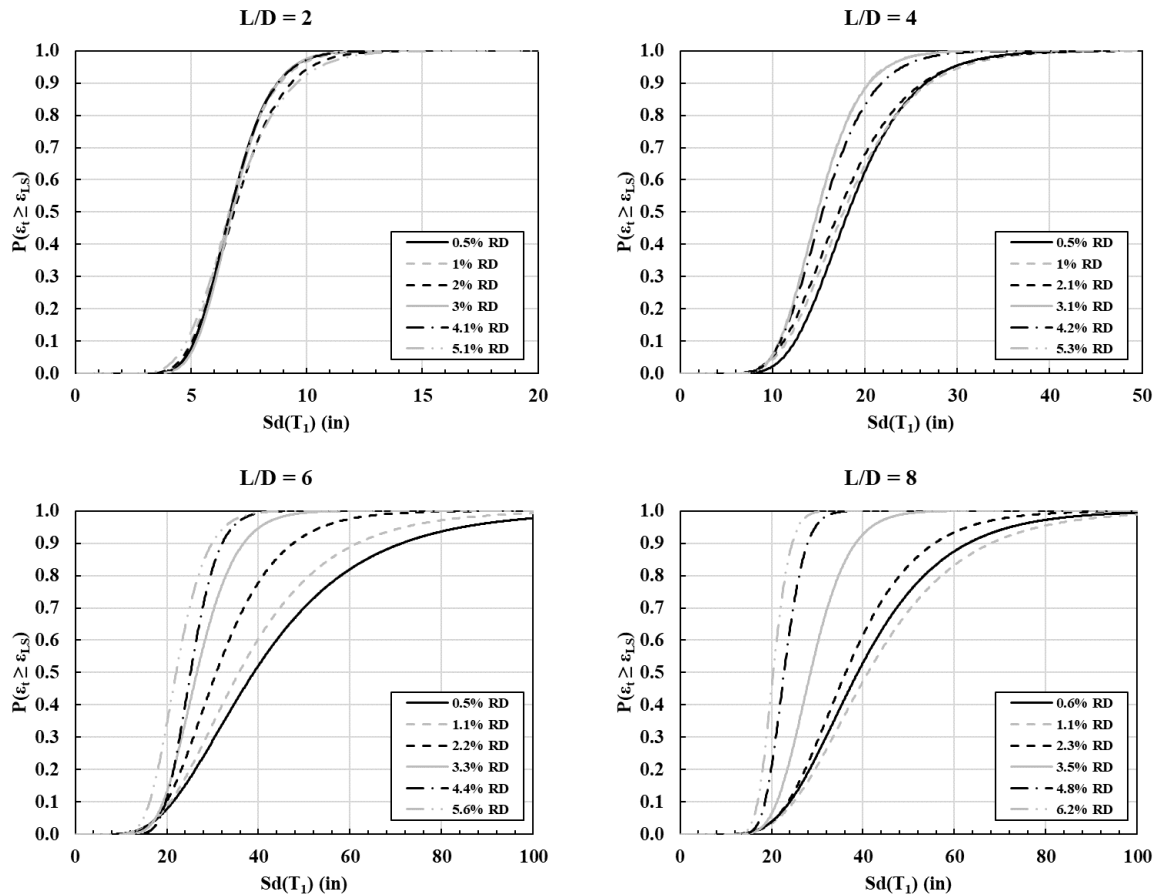 L/D = 2
1.0
0.9
0.8
0.7
0.6
0.5
0.4
0.3
0.2
0.1
0.0
P(εt ≥ εLS)
0.5% RD
1% RD
2% RD
3% RD
4.1% RD
5.1% RD
0 5 10 15 20
Sd(T1) (in)
L/D = 4
1.0
0.9
0.8
0.7
0.6
0.5
0.4
0.3
0.2
0.1
0.0
P(εt ≥ εLS)
0.5% RD
1% RD
2.1% RD
3.1% RD
4.2% RD
5.3% RD
0 10 20 30 40 50
Sd(T1) (in)
L/D = 6
1.0
0.9
0.8
0.7
0.6
0.5
0.4
0.3
0.2
0.1
0.0
P(εt ≥ εLS)
0.5% RD
1.1% RD
2.2% RD
3.3% RD
4.4% RD
5.6% RD
0 20 40 60 80 100
Sd(T1) (in)
L/D = 8
1.0
0.9
0.8
0.7
0.6
0.5
0.4
0.3
0.2
0.1
0.0
P(εt ≥ εLS)
0.6% RD
1.1% RD
2.3% RD
3.5% RD
4.8% RD
6.2% RD
0 20 40 60 80 100
Sd(T1) (in)